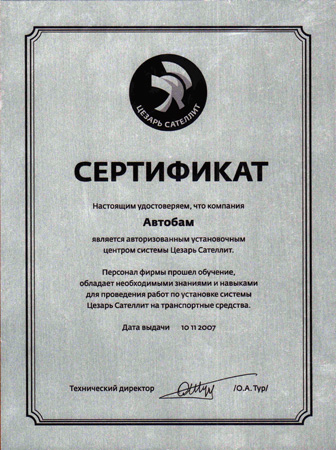 ЦЕЗАРЬ САТЕЛЛИТ
СЕРТИФИКАТ
Настоящим удостоверяем, что компания
Автобам
является авторизованным установочным
центром системы Цезарь Сателлит.
Персонал фирмы прошел обучение,
обладает необходимыми знаниями и навыками
для проведения работ по установке системы
Цезарь Сателлит на транспортные средства.
Дата выдачи 10 11 2007
Технический директор /О.А. Тур/